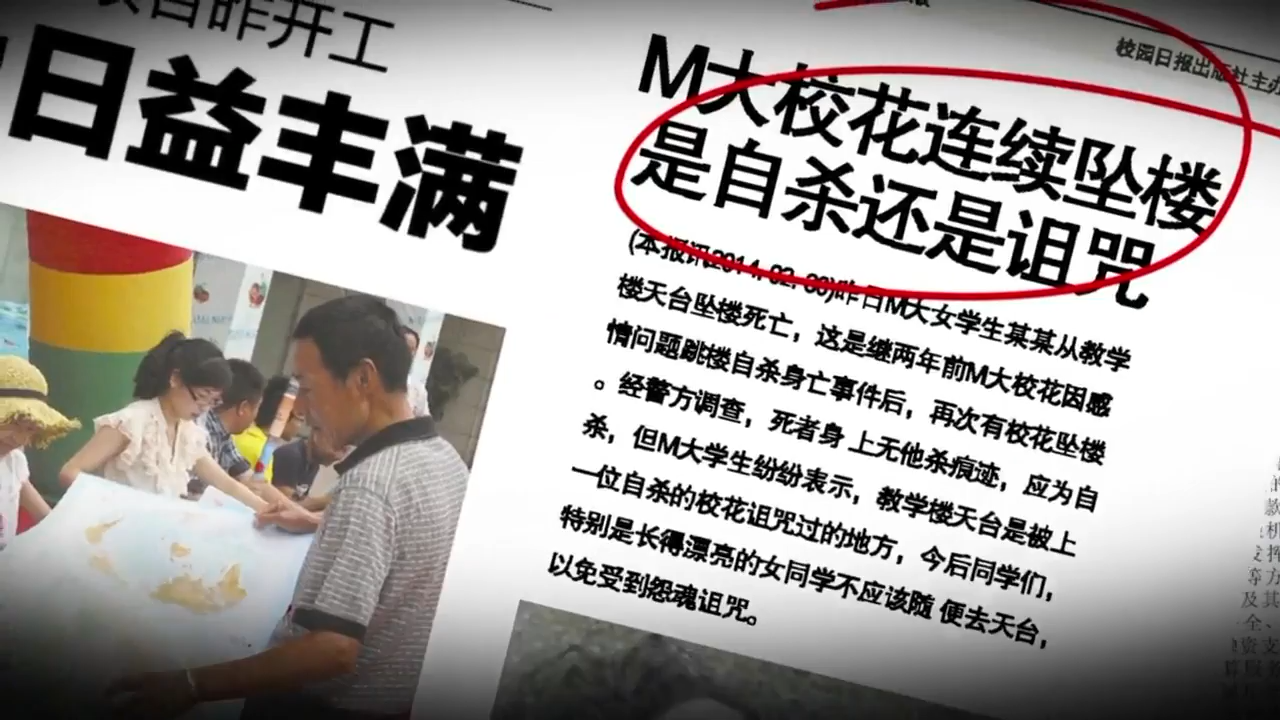 项目昨开工
日益丰满
校园日报出版社主办
M大校花连续坠楼
是自杀还是诅咒
(本报讯2014. 02. 00)昨日M大女学生某某从教学
楼天台坠楼死亡，这是继两年前M大校花因感
情问题跳楼自杀身亡事件后，再次有校花坠楼
。经警方调查，死者身 上无他杀痕迹，应为自
杀，但M大学生纷纷表示，教学楼天台是被上
一位自杀的校花诅咒过的地方，今后同学们，
特别是长得漂亮的女同学不应该随 便去天台，
以免受到怨魂诅咒。